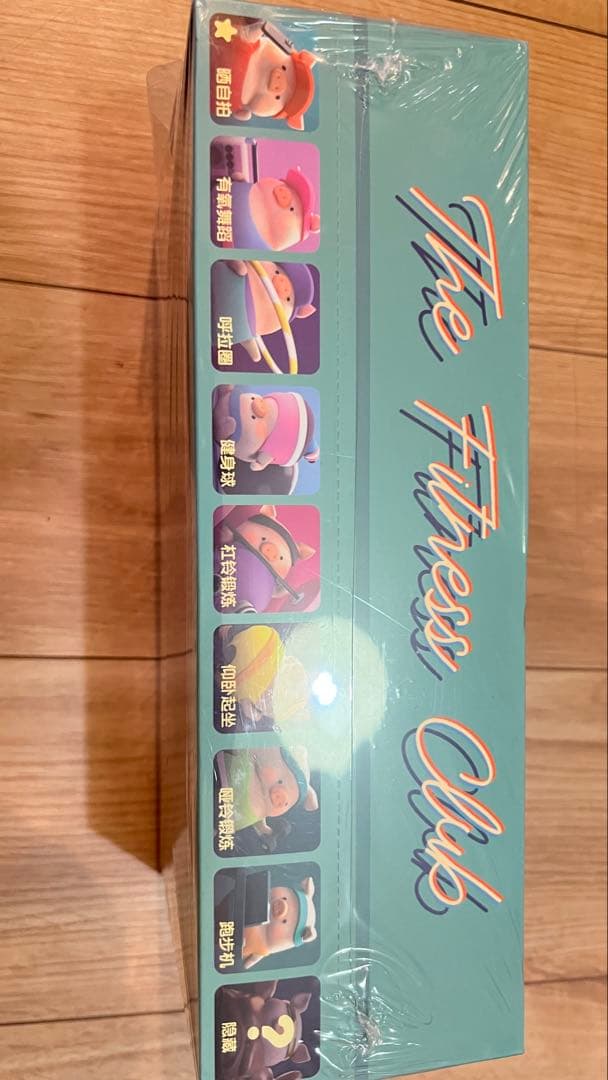 The Fitness Club
晒自拍
有氧舞蹈
呼拉圈
健身球
杠铃锻炼
仰卧起坐
哑铃锻炼
跑步机
?
隐藏